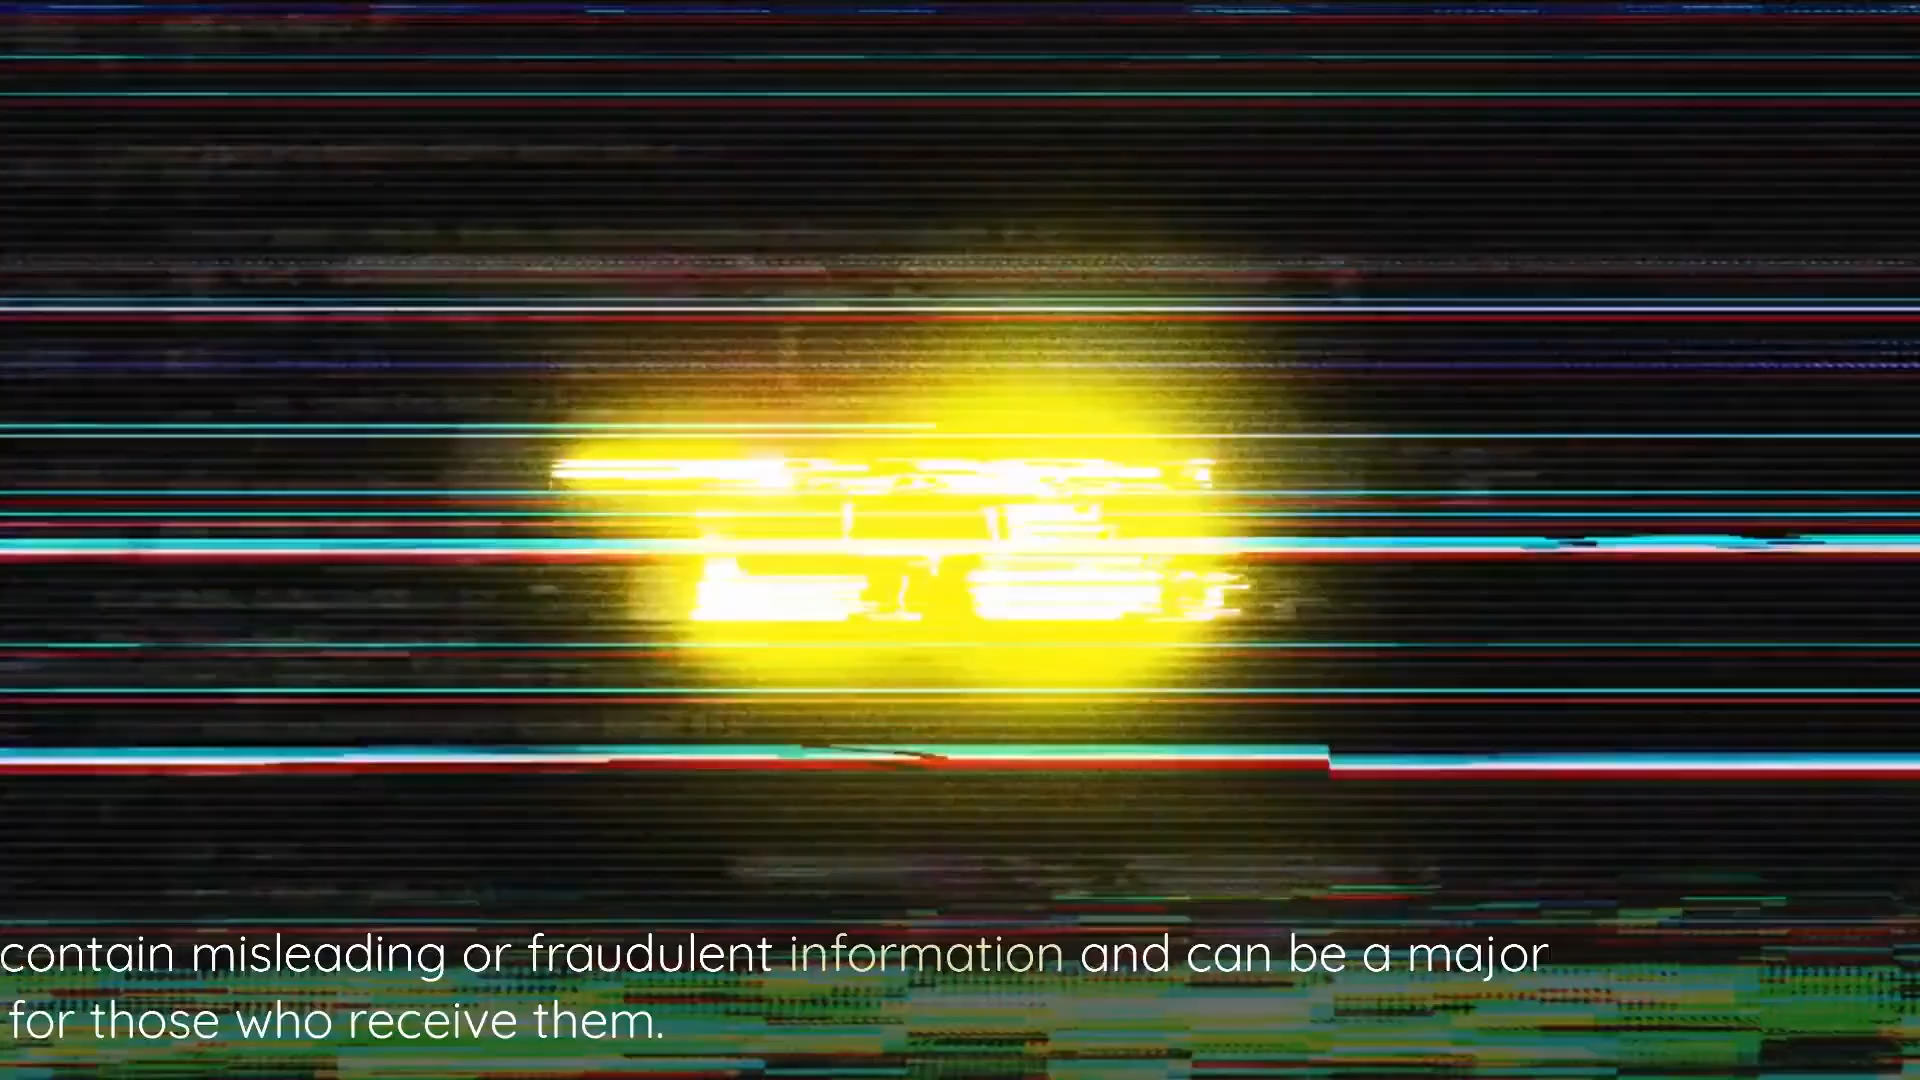 contain misleading or fraudulent information and can be a major
for those who receive them.